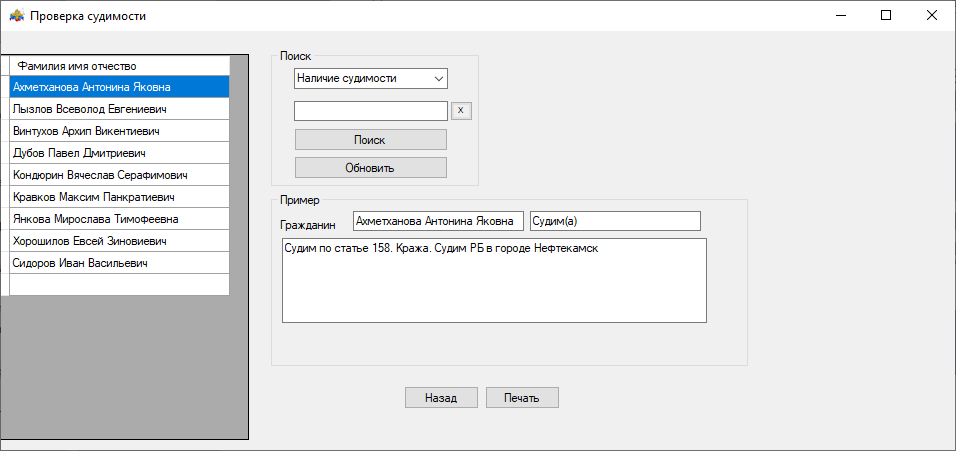 Проверка судимости
Фамилия имя отчество
Ахметханова Антонина Яковна
Лызлов Всеволод Евгениевич
Винтухов Архип Викентиевич
Дубов Павел Дмитриевич
Кондюрин Вячеслав Серафимович
Кравков Максим Панкратиевич
Янкова Мирослава Тимофеевна
Хорошилов Евсей Зиновиевич
Сидоров Иван Васильевич
Поиск
Наличие судимости
x
Поиск
Обновить
Пример
Гражданин Ахметханова Антонина Яковна Судим(а)
Судим по статье 158. Кража. Судим РБ в городе Нефтекамск
Назад Печать